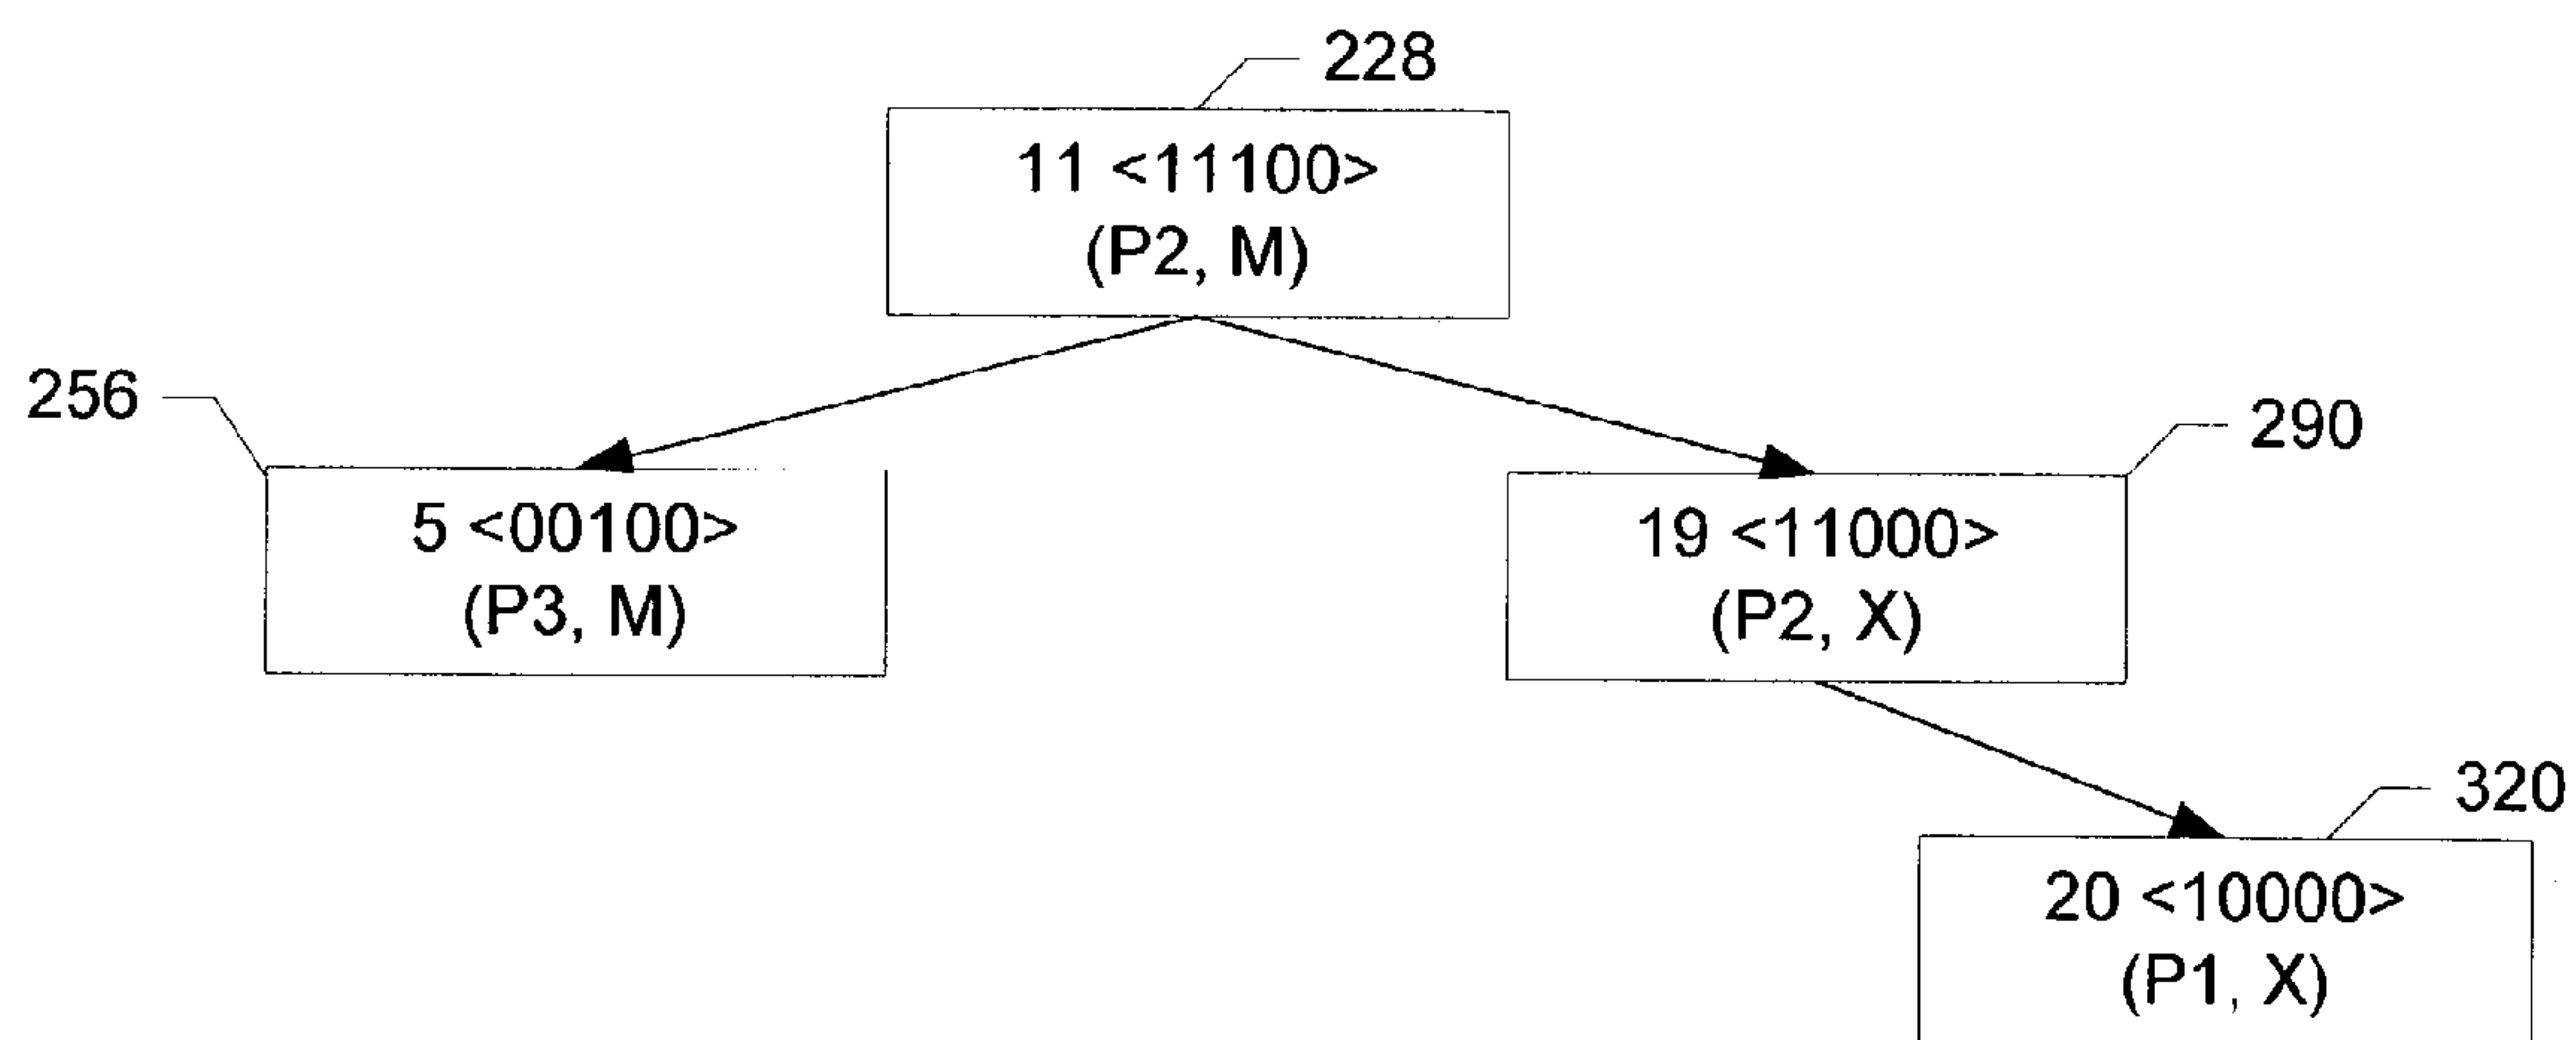 228
11 <11100>
(P2, M)
256
290
5 <00100>
(P3, M)
19 <11000>
(P2, X)
320
20 <10000>
(P1, X)